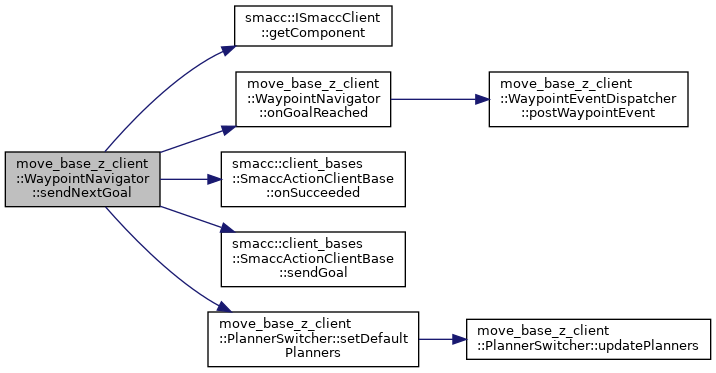 smacc::ISmaccClient
::getComponent
move_base_z_client
::WaypointNavigator
::onGoalReached
move_base_z_client
::WaypointEventDispatcher
::postWaypointEvent
move_base_z_client
::WaypointNavigator
::sendNextGoal
smacc::client_bases
::SmaccActionClientBase
::onSucceeded
smacc::client_bases
::SmaccActionClientBase
::sendGoal
move_base_z_client
::PlannerSwitcher::setDefault
Planners
move_base_z_client
::PlannerSwitcher::updatePlanners